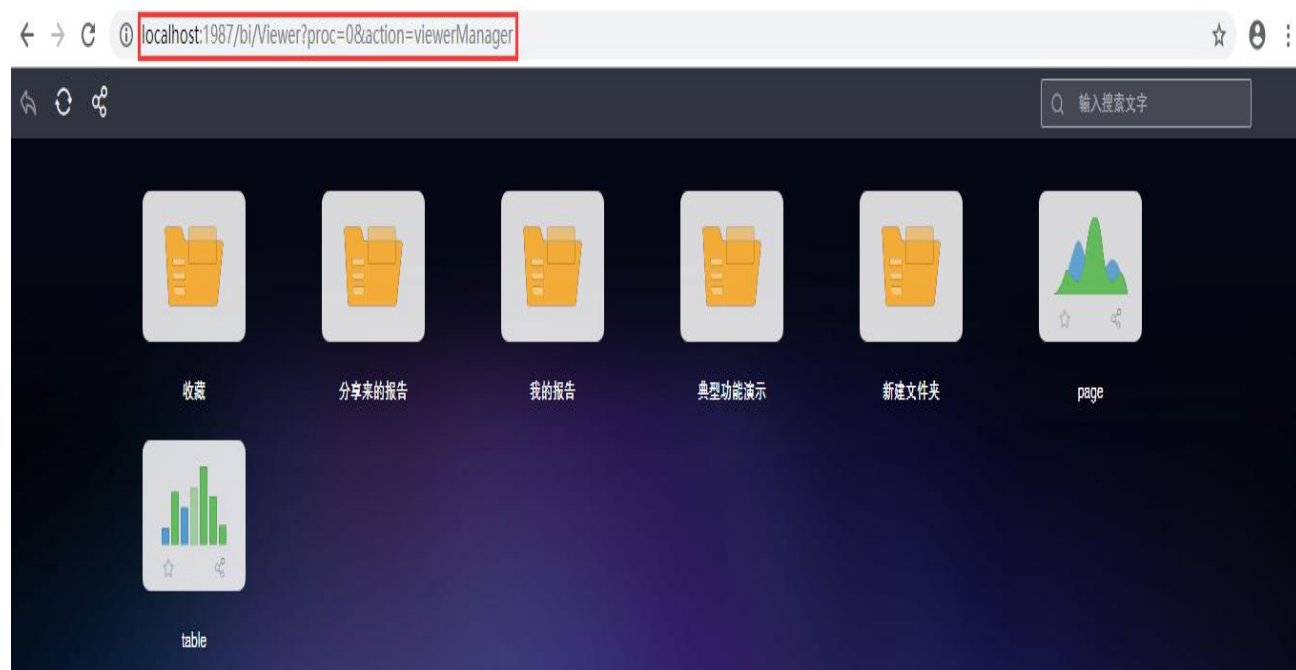 localhost:1987/bi/Viewer?proc=0&action=viewerManager
输入搜索文字
收藏
分享来的报告
我的报告
典型功能演示
新建文件夹
page
table